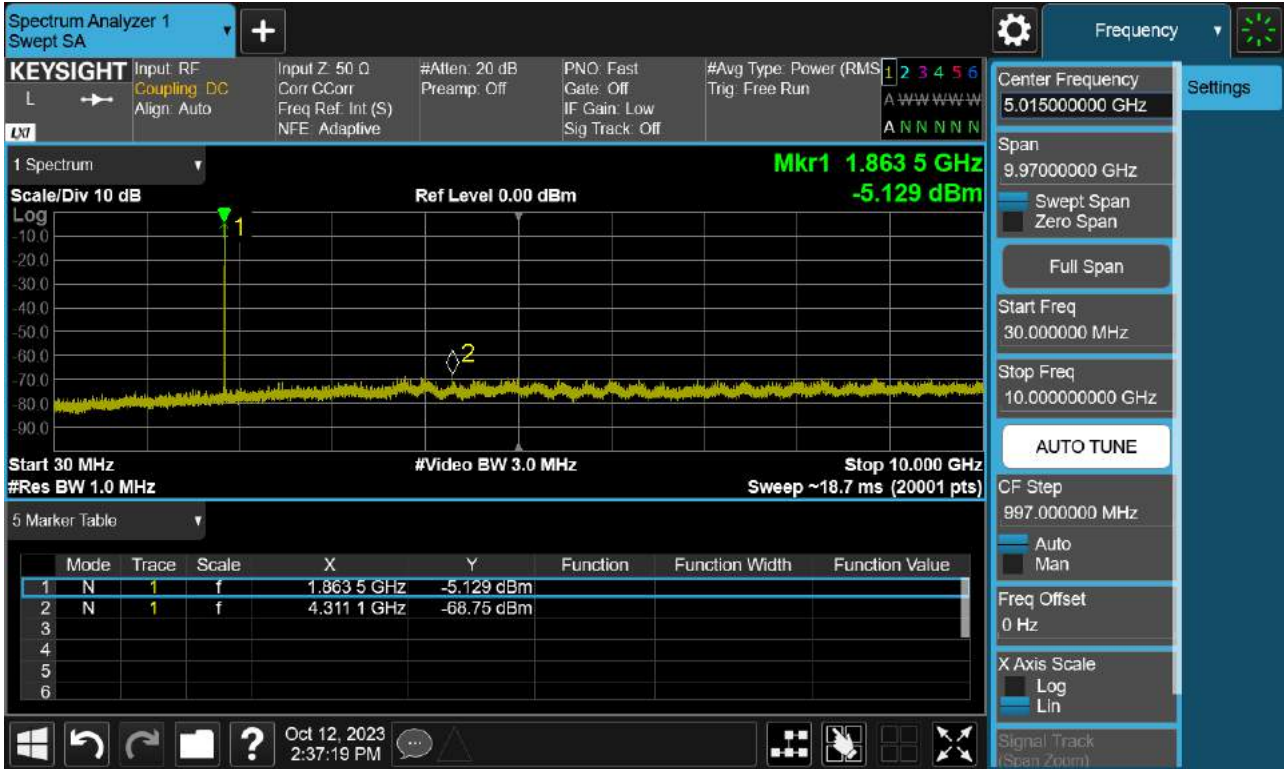 Spectrum Analyzer 1
Swept SA
+
Frequency
KEYSIGHT
L
LXI
Input: RF
Coupling: DC
Align: Auto
Input Z: 50 Ω
Corr CCorr
Freq Ref: Int (S)
NFE: Adaptive
#Atten: 20 dB
Preamp: Off
PNO: Fast
Gate: Off
IF Gain: Low
Sig Track: Off
#Avg Type: Power (RMS
Trig: Free Run
1 2 3 4 5 6
A W W W W W
A N N N N N
1 Spectrum
Mkr1 1.863 5 GHz
-5.129 dBm
Scale/Div 10 dB
Ref Level 0.00 dBm
Log
-10.0
-20.0
-30.0
-40.0
-50.0
-60.0
-70.0
-80.0
-90.0
1
2
Start 30 MHz
#Video BW 3.0 MHz
Stop 10.000 GHz
#Res BW 1.0 MHz
Sweep ~18.7 ms (20001 pts)
5 Marker Table
Mode Trace Scale X Y Function Function Width Function Value
1 N 1 f 1.863 5 GHz -5.129 dBm
2 N 1 f 4.311 1 GHz -68.75 dBm
3
4
5
6
Oct 12, 2023
2:37:19 PM
?
Settings
Center Frequency
5.015000000 GHz
Span
9.97000000 GHz
Swept Span
Zero Span
Full Span
Start Freq
30.000000 MHz
Stop Freq
10.000000000 GHz
AUTO TUNE
CF Step
997.000000 MHz
Auto
Man
Freq Offset
0 Hz
X Axis Scale
Log
Lin
Signal Track
(Span Zoom)